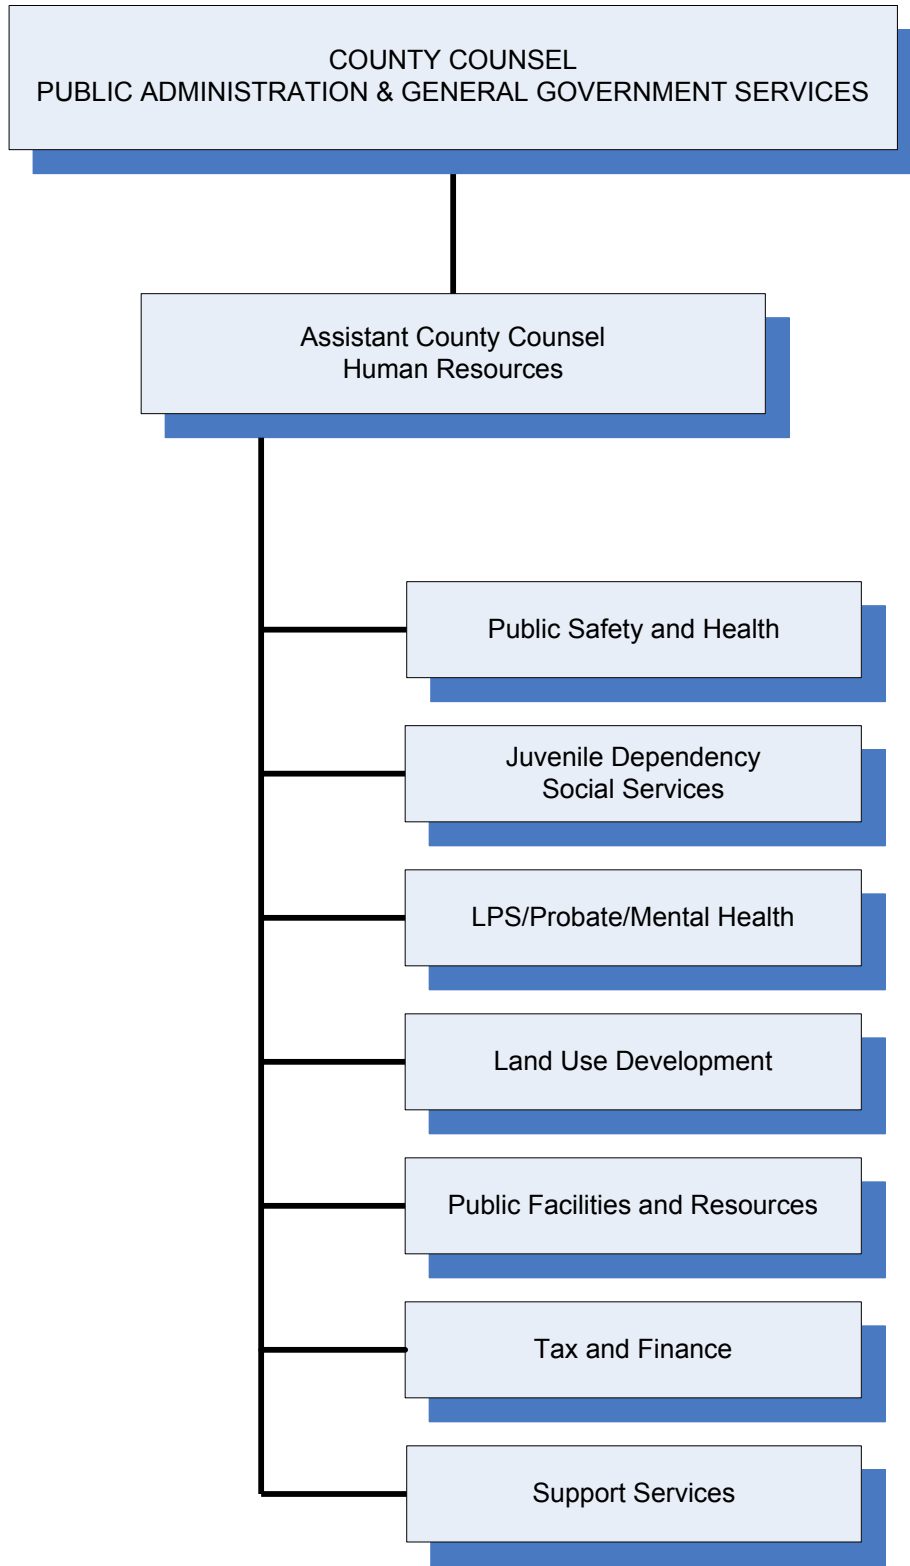 COUNTY COUNSEL
PUBLIC ADMINISTRATION & GENERAL GOVERNMENT SERVICES
Assistant County Counsel
Human Resources
Public Safety and Health
Juvenile Dependency
Social Services
LPS/Probate/Mental Health
Land Use Development
Public Facilities and Resources
Tax and Finance
Support Services